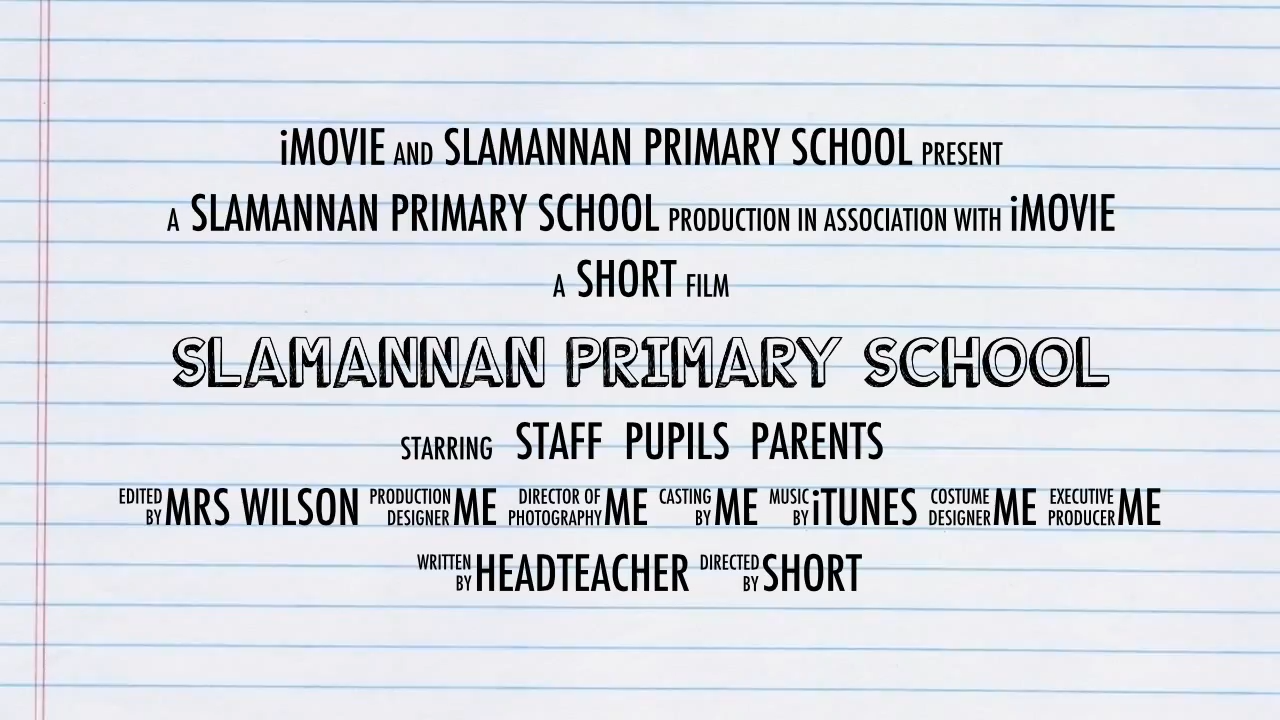 iMOVIE AND SLAMANNAN PRIMARY SCHOOL PRESENT
A SLAMANNAN PRIMARY SCHOOL PRODUCTION IN ASSOCIATION WITH iMOVIE
A SHORT FILM
SLAMANNAN PRIMARY SCHOOL
STARRING STAFF PUPILS PARENTS
EDITED BY MRS WILSON PRODUCTION DESIGNER ME DIRECTOR OF PHOTOGRAPHY ME CASTING BY ME MUSIC BY iTUNES COSTUME DESIGNER ME EXECUTIVE PRODUCER ME
WRITTEN BY HEADTEACHER DIRECTED BY SHORT